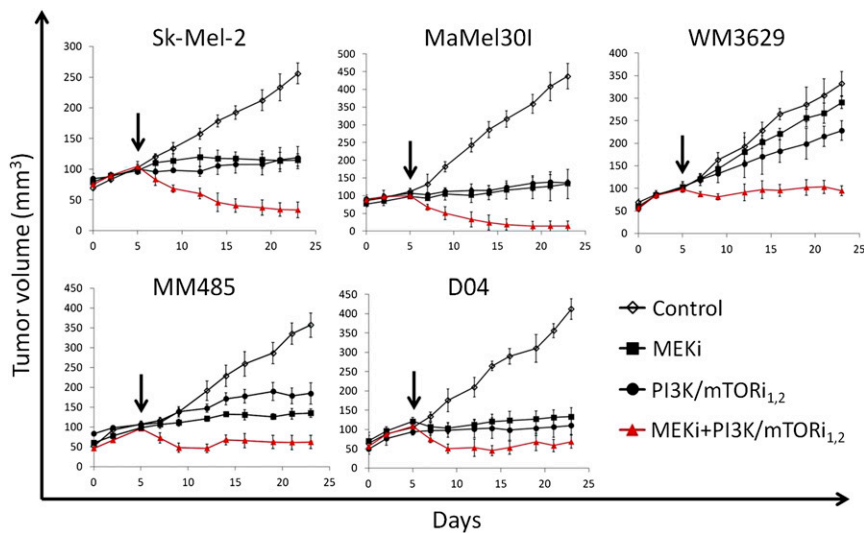 Tumor volume (mm³)
Sk-Mel-2
300
250
200
150
100
50
0
0 5 10 15 20 25
MaMel30I
500
450
400
350
300
250
200
150
100
50
0
0 5 10 15 20 25
WM3629
400
350
300
250
200
150
100
50
0
0 5 10 15 20 25
MM485
450
400
350
300
250
200
150
100
50
0
0 5 10 15 20 25
D04
450
400
350
300
250
200
150
100
50
0
0 5 10 15 20 25
Control
MEKi
PI3K/mTORi₁,₂
MEKi+PI3K/mTORi₁,₂
Days